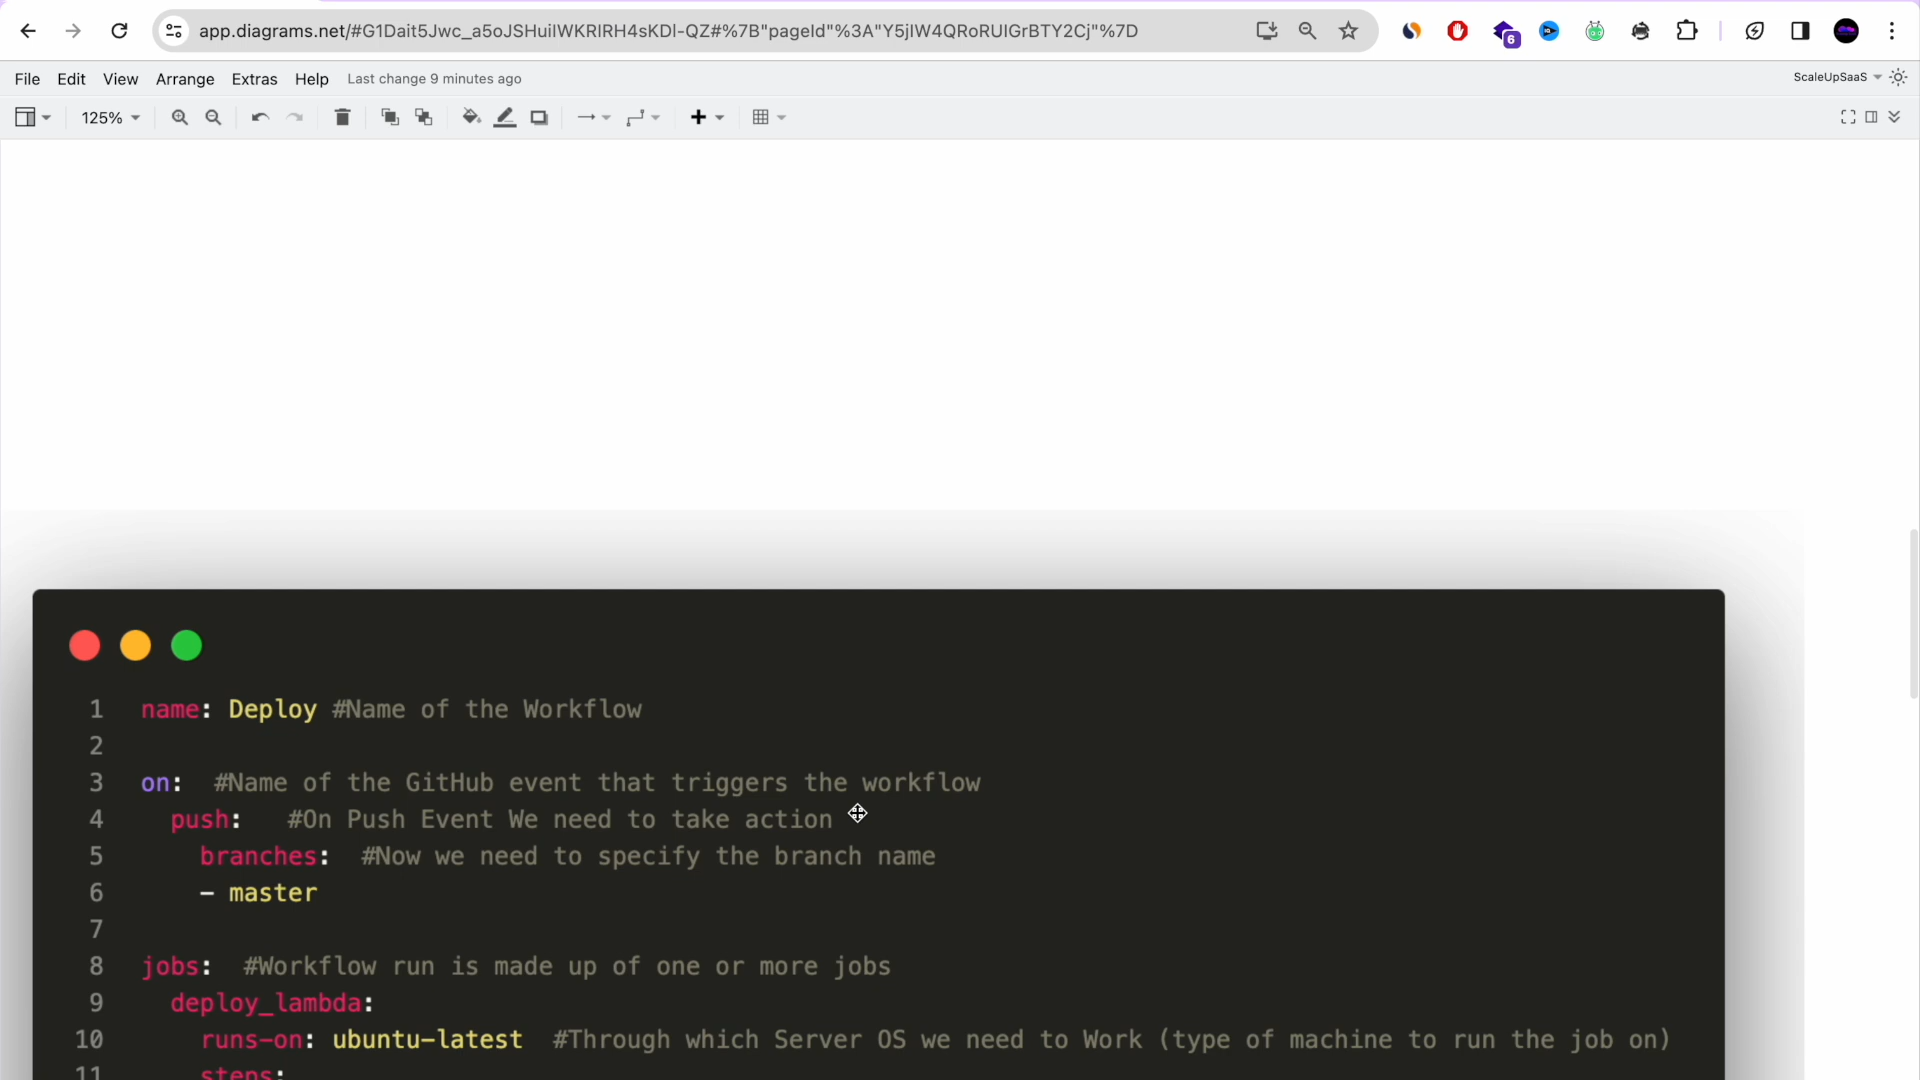 app.diagrams.net/#G1Dait5Jwc_a5oJSHuilWKRlRH4sKDl-QZ#%7B"pageId"%3A"Y5jlW4QRoRUIGrBTY2Cj"%7D
6
File Edit View Arrange Extras Help Last change 9 minutes ago
ScaleUpSaaS
125%
1 name: Deploy #Name of the Workflow
2
3 on: #Name of the GitHub event that triggers the workflow
4 push: #On Push Event We need to take action
5 branches: #Now we need to specify the branch name
6 - master
7
8 jobs: #Workflow run is made up of one or more jobs
9 deploy_lambda:
10 runs-on: ubuntu-latest #Through which Server OS we need to Work (type of machine to run the job on)
11 steps: